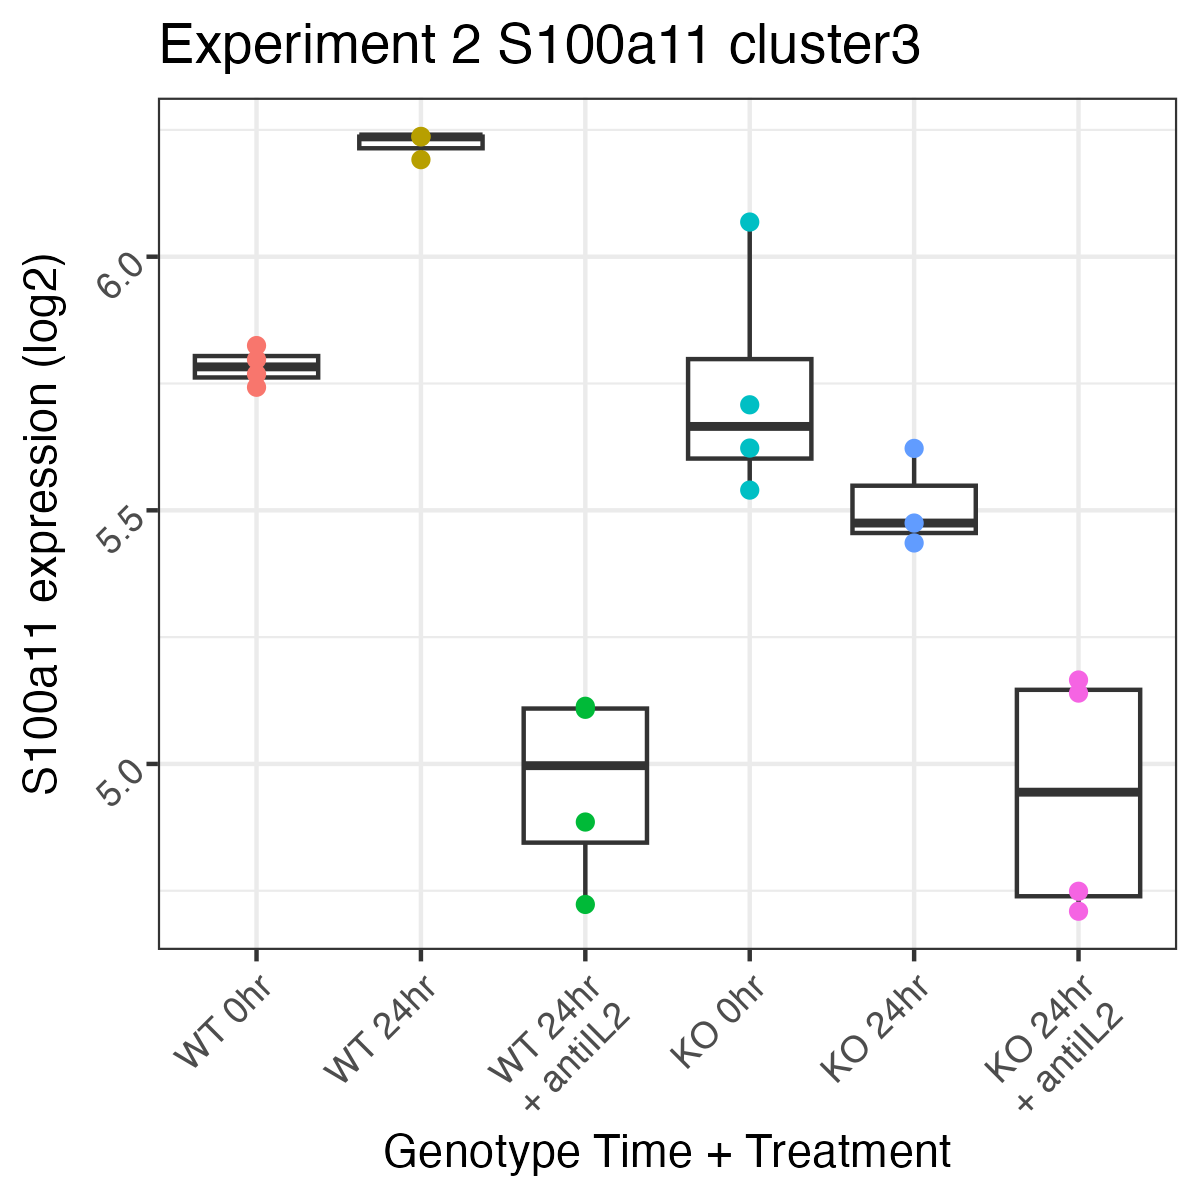 Experiment 2 S100a11 cluster3
S100a11 expression (log2)
6.0
5.5
5.0
WT 0hr
WT 24hr
WT 24hr
+ antiIL2
KO 0hr
KO 24hr
KO 24hr
+ antiIL2
Genotype Time + Treatment